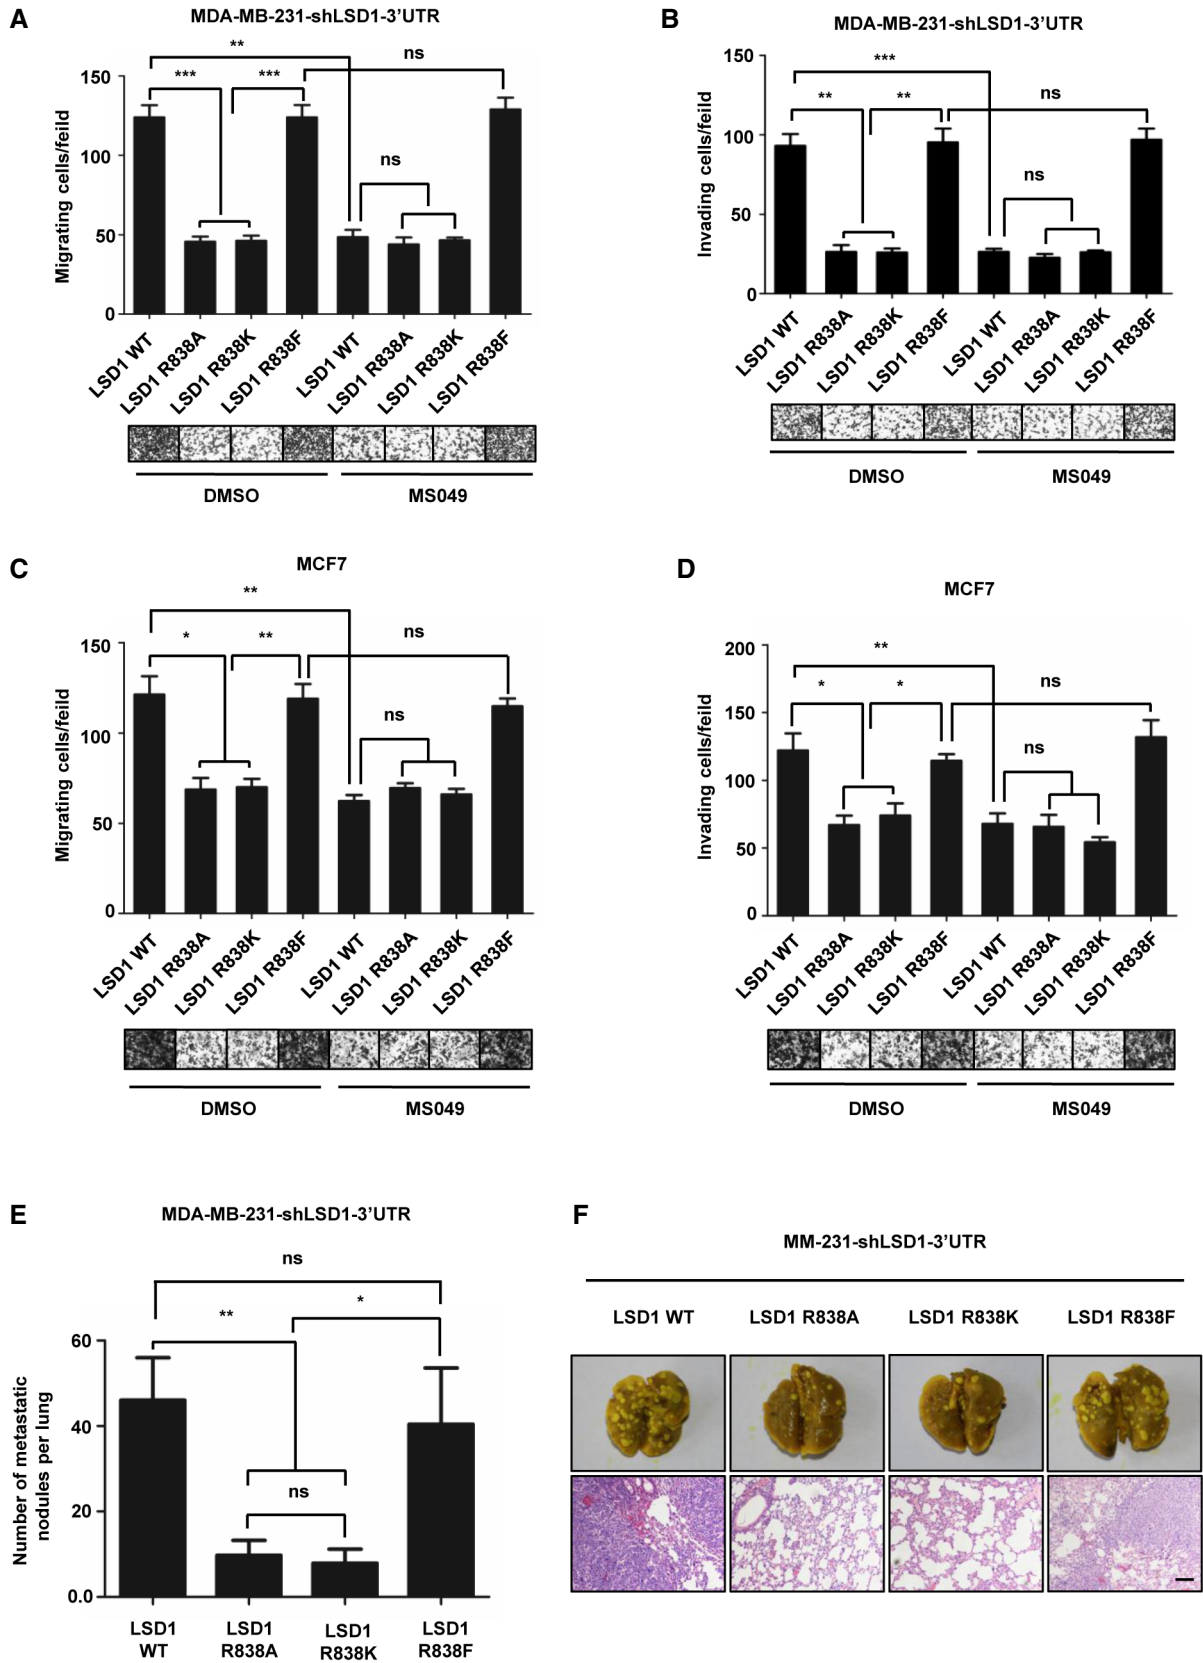 A
MDA-MB-231-shLSD1-3’UTR
**
ns
***
***
ns
150
100
50
0
Migrating cells/feild
LSD1 WT
LSD1 R838A
LSD1 R838K
LSD1 R838F
LSD1 WT
LSD1 R838A
LSD1 R838K
LSD1 R838F
DMSO
MS049
B
MDA-MB-231-shLSD1-3’UTR
***
ns
**
**
ns
150
100
50
0
Invading cells/feild
LSD1 WT
LSD1 R838A
LSD1 R838K
LSD1 R838F
LSD1 WT
LSD1 R838A
LSD1 R838K
LSD1 R838F
DMSO
MS049
C
MCF7
**
*
**
ns
ns
150
100
50
0
Migrating cells/feild
LSD1 WT
LSD1 R838A
LSD1 R838K
LSD1 R838F
LSD1 WT
LSD1 R838A
LSD1 R838K
LSD1 R838F
DMSO
MS049
D
MCF7
**
*
*
ns
ns
200
150
100
50
0
Invading cells/feild
LSD1 WT
LSD1 R838A
LSD1 R838K
LSD1 R838F
LSD1 WT
LSD1 R838A
LSD1 R838K
LSD1 R838F
DMSO
MS049
E
MDA-MB-231-shLSD1-3’UTR
ns
**
*
ns
60
40
20
0.0
Number of metastatic
nodules per lung
LSD1
WT
LSD1
R838A
LSD1
R838K
LSD1
R838F
F
MM-231-shLSD1-3’UTR
LSD1 WT
LSD1 R838A
LSD1 R838K
LSD1 R838F